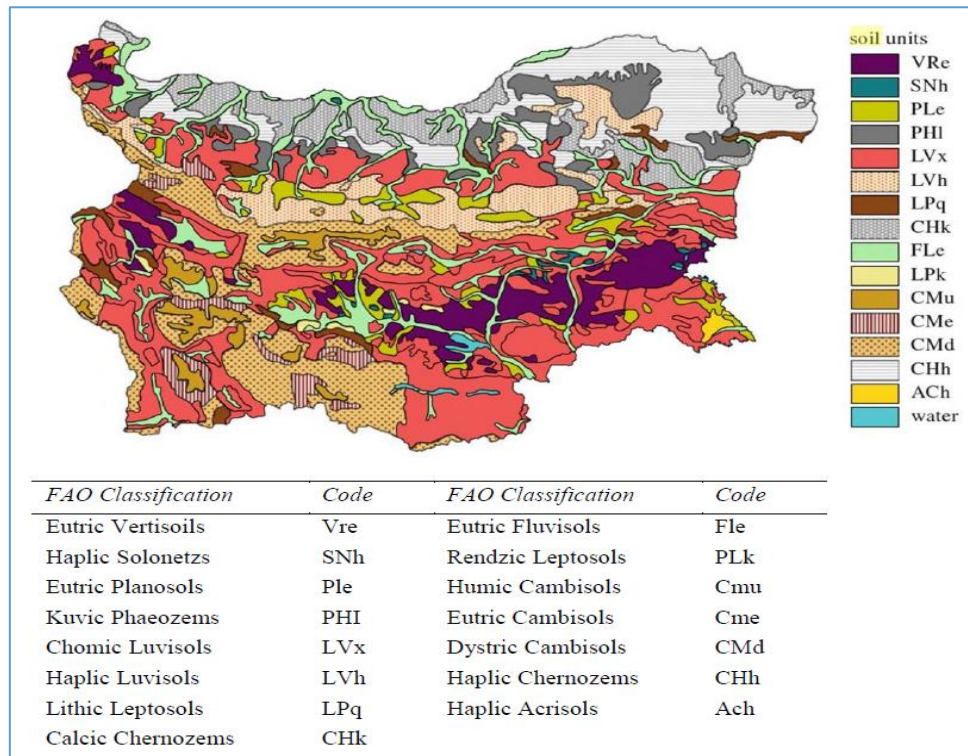 soil units
VRe
SNh
PLe
PHl
LVx
LVh
LPq
CHk
FLe
LPk
CMu
CMe
CMd
CHh
ACh
water
FAO Classification Code FAO Classification Code
Eutric Vertisoils Vre Eutric Fluvisols Fle
Haplic Solonetzs SNh Rendzic Leptosols PLk
Eutric Planosols Ple Humic Cambisols Cmu
Kuvic Phaeozems PHI Eutric Cambisols Cme
Chomic Luvisols LVx Dystric Cambisols CMd
Haplic Luvisols LVh Haplic Chernozems CHh
Lithic Leptosols LPq Haplic Acrisols Ach
Calcic Chernozems CHk